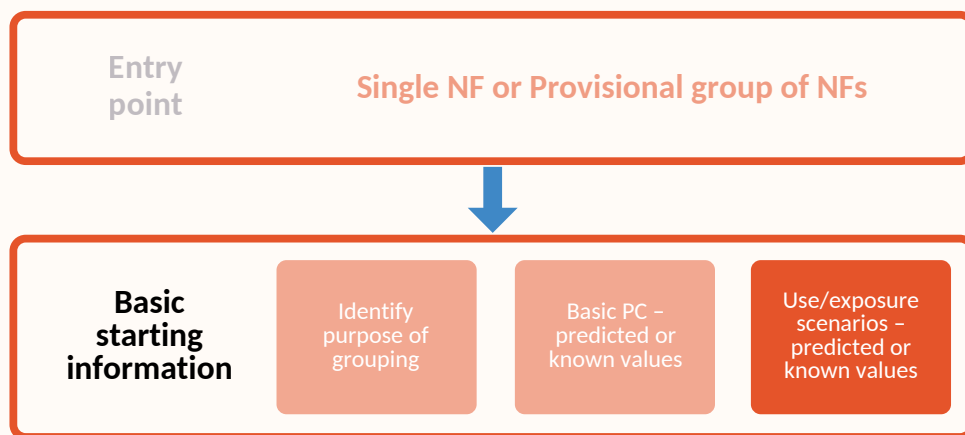 Entry
point
Single NF or Provisional group of NFs
Basic
starting
information
Identify
purpose of
grouping
Basic PC –
predicted or
known values
Use/exposure
scenarios –
predicted or
known values